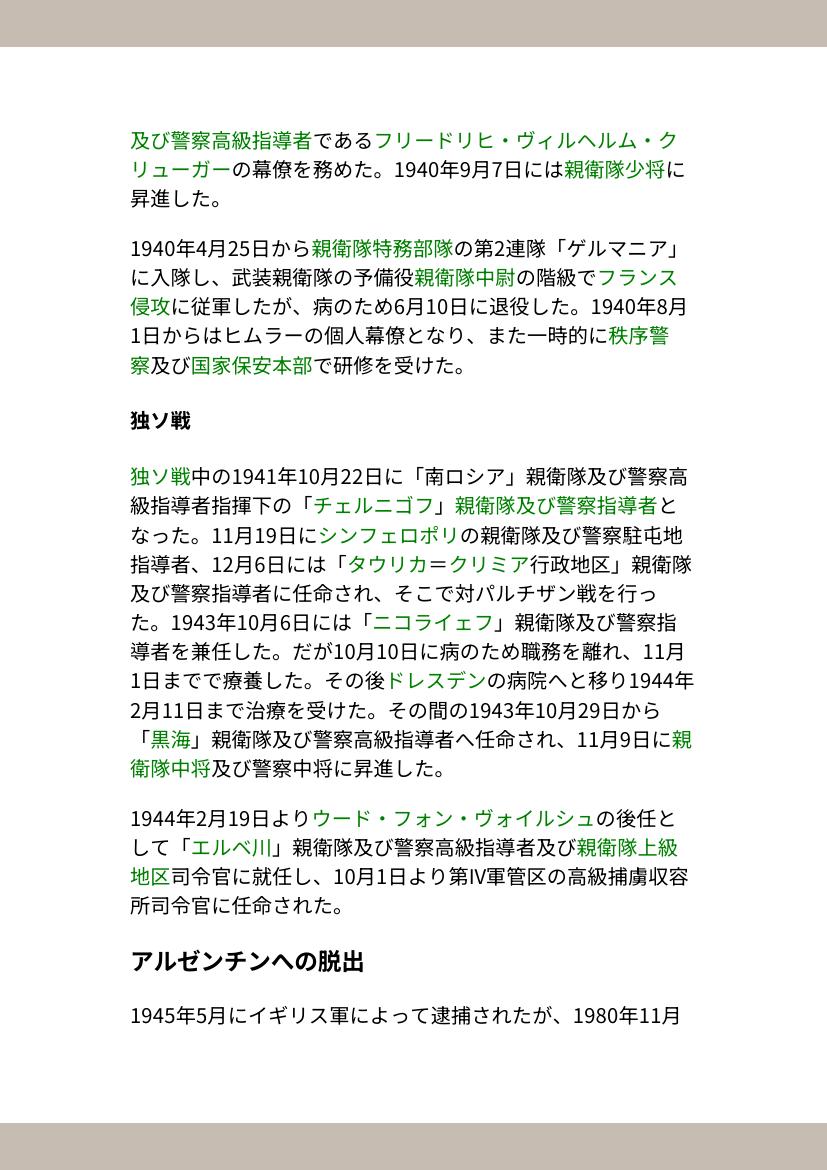 及び警察高級指導者であるフリードリヒ・ヴィルヘルム・ク
リューガーの幕僚を務めた。1940年9月7日には親衛隊少将に
昇進した。
1940年4月25日から親衛隊特務部隊の第2連隊「ゲルマニア」
に入隊し、武装親衛隊の予備役親衛隊中尉の階級でフランス
侵攻に従軍したが、病のため6月10日に退役した。1940年8月
1日からはヒムラーの個人幕僚となり、また一時的に秩序警
察及び国家保安本部で研修を受けた。
独ソ戦
独ソ戦中の1941年10月22日に「南ロシア」親衛隊及び警察高
級指導者指揮下の「チェルニゴフ」親衛隊及び警察指導者と
なった。11月19日にシンフェロポリの親衛隊及び警察駐屯地
指導者、12月6日には「タウリカ＝クリミア行政地区」親衛隊
及び警察指導者に任命され、そこで対パルチザン戦を行っ
た。1943年10月6日には「ニコライェフ」親衛隊及び警察指
導者を兼任した。だが10月10日に病のため職務を離れ、11月
1日までで療養した。その後ドレスデンの病院へと移り1944年
2月11日まで治療を受けた。その間の1943年10月29日から
「黒海」親衛隊及び警察高級指導者へ任命され、11月9日に親
衛隊中将及び警察中将に昇進した。
1944年2月19日よりウード・フォン・ヴォイルシュの後任と
して「エルベ川」親衛隊及び警察高級指導者及び親衛隊上級
地区司令官に就任し、10月1日より第IV軍管区の高級捕虜収容
所司令官に任命された。
アルゼンチンへの脱出
1945年5月にイギリス軍によって逮捕されたが、1980年11月